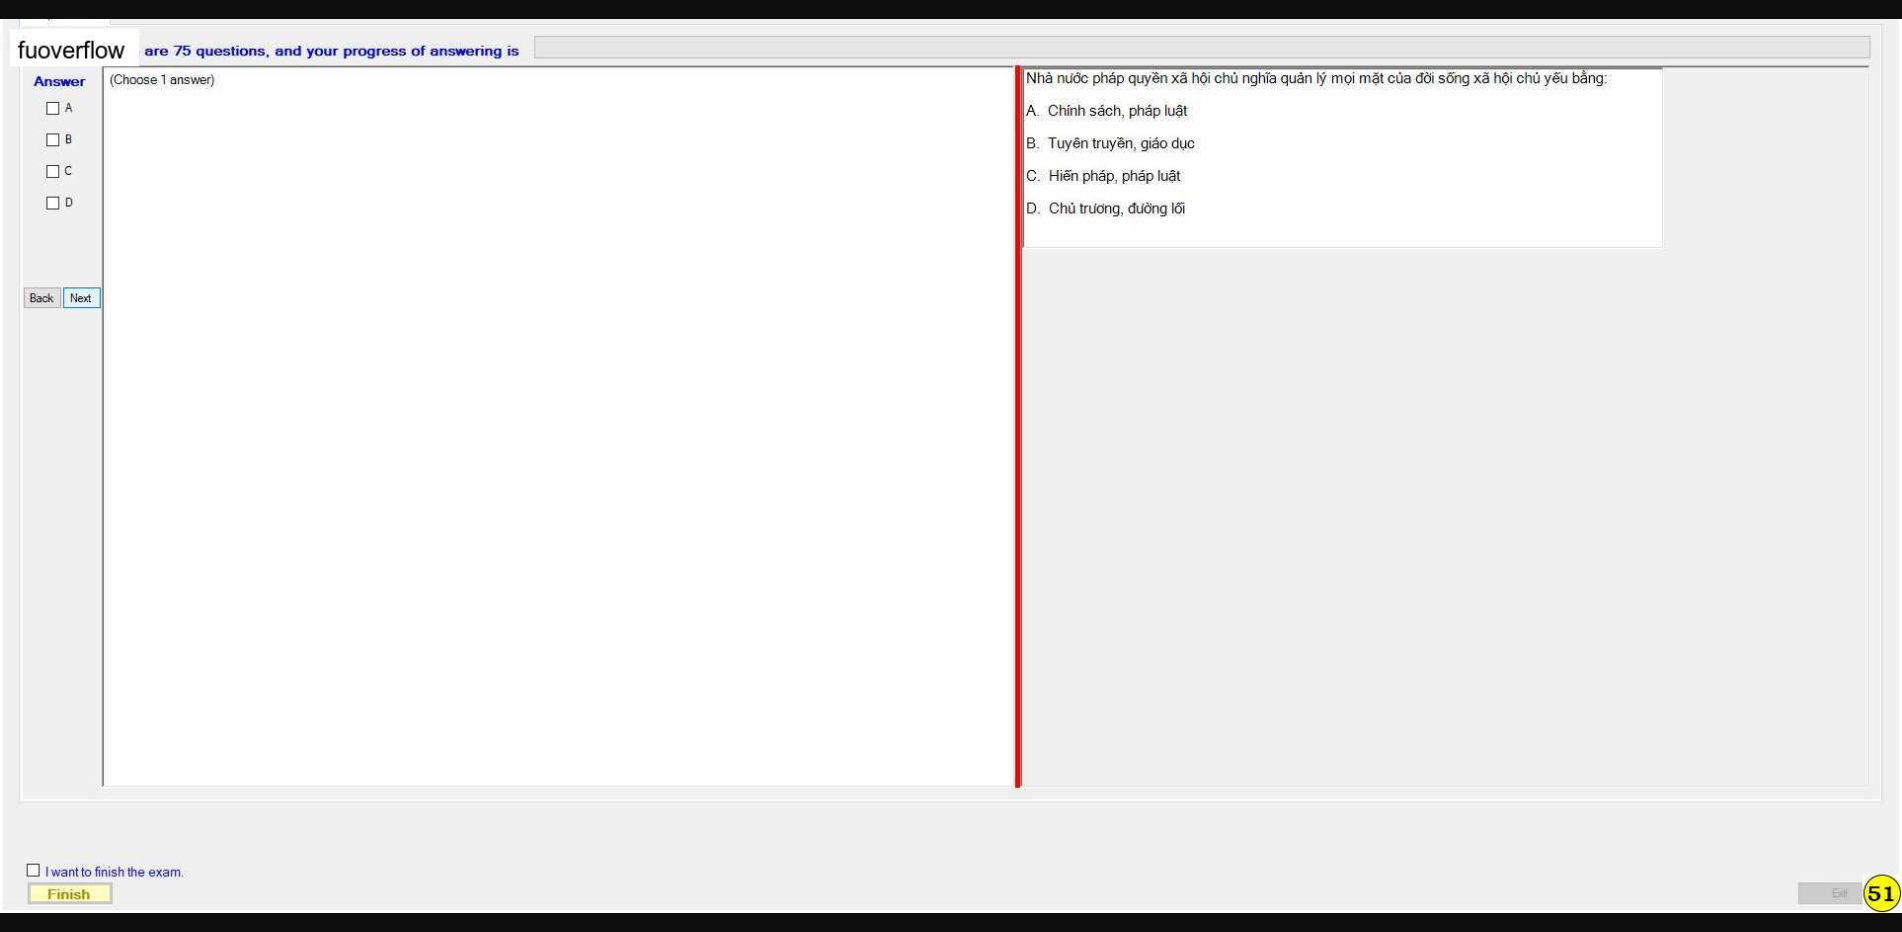 fuoverflow are 75 questions, and your progress of answering is
Answer
(Choose 1 answer)
A
B
C
D
Back Next
Nhà nước pháp quyền xã hội chủ nghĩa quản lý mọi mặt của đời sống xã hội chủ yếu bằng:
A. Chính sách, pháp luật
B. Tuyên truyền, giáo dục
C. Hiến pháp, pháp luật
D. Chủ trương, đường lối
I want to finish the exam.
Finish
Exit
51